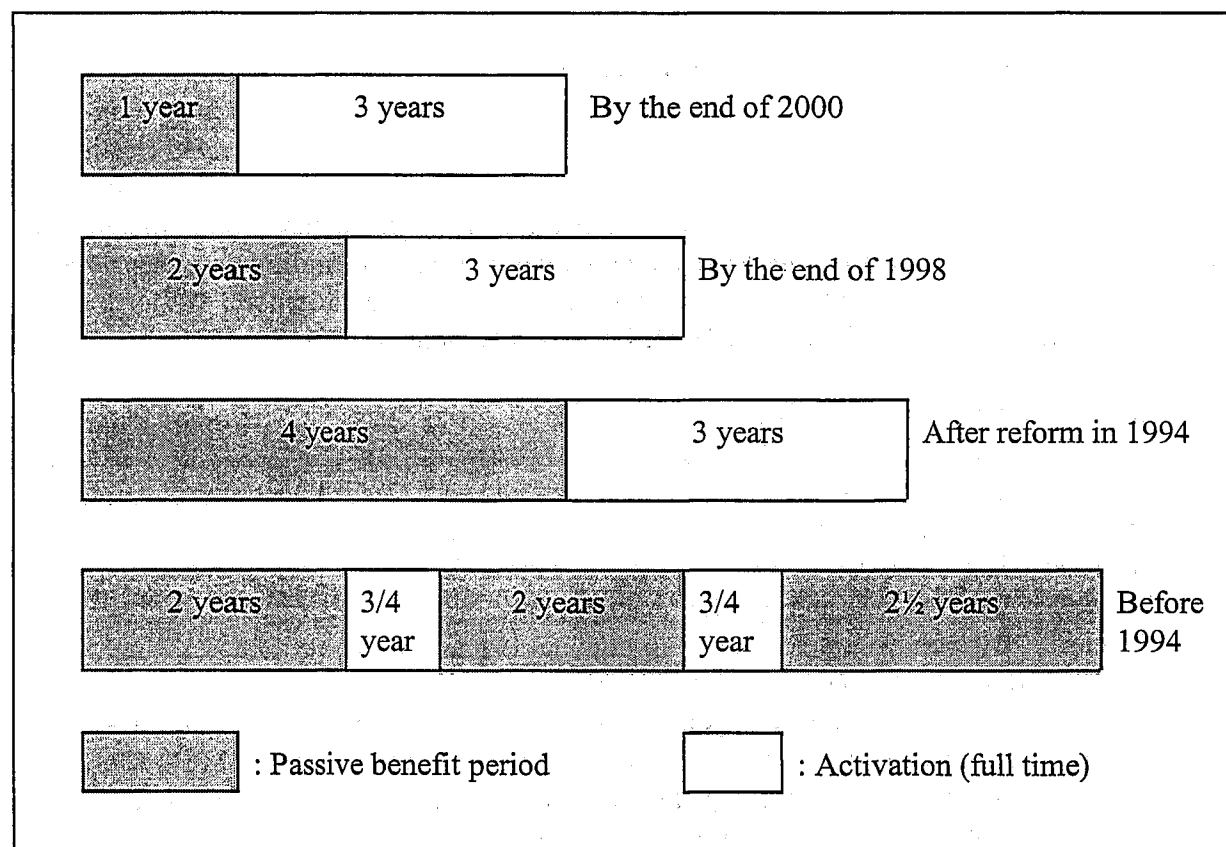 1 year 3 years By the end of 2000
2 years 3 years By the end of 1998
4 years 3 years After reform in 1994
2 years 3/4 year 2 years 3/4 year 2½ years Before 1994
: Passive benefit period : Activation (full time)